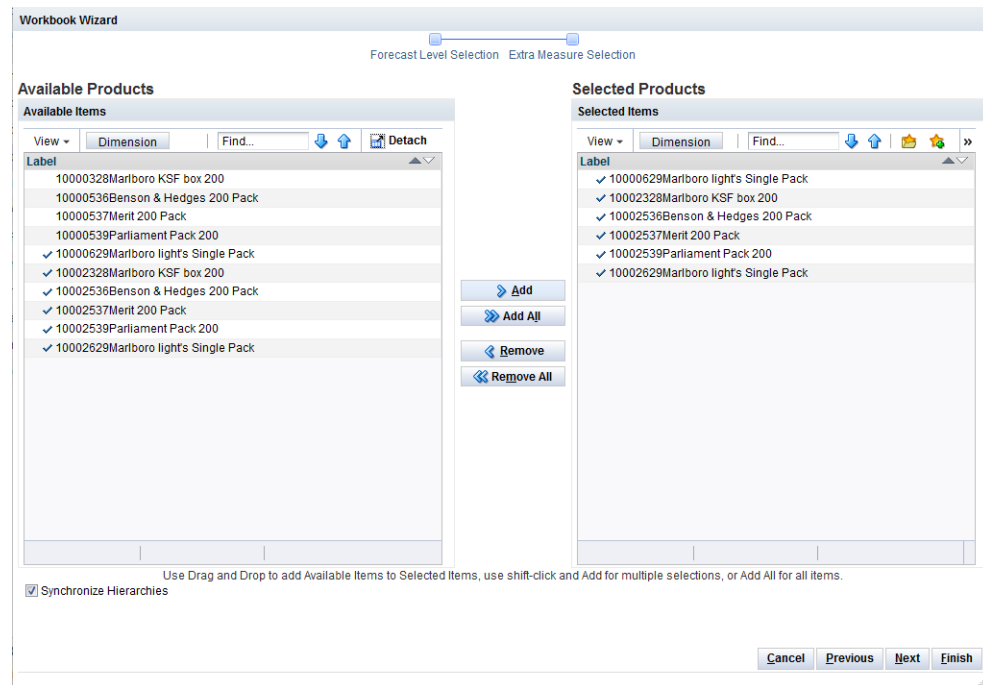 Workbook Wizard
Forecast Level Selection Extra Measure Selection
Available Products
Available Items
View Dimension Find... Detach
Label
10000328Marlboro KSF box 200
10000536Benson & Hedges 200 Pack
10000537Merit 200 Pack
10000539Parliament Pack 200
10000629Marlboro light's Single Pack
10002328Marlboro KSF box 200
10002536Benson & Hedges 200 Pack
10002537Merit 200 Pack
10002539Parliament Pack 200
10002629Marlboro light's Single Pack
Add
Add All
Remove
Remove All
Selected Products
Selected Items
View Dimension Find... »
Label
10000629Marlboro light's Single Pack
10002328Marlboro KSF box 200
10002536Benson & Hedges 200 Pack
10002537Merit 200 Pack
10002539Parliament Pack 200
10002629Marlboro light's Single Pack
Use Drag and Drop to add Available Items to Selected Items, use shift-click and Add for multiple selections, or Add All for all items.
Synchronize Hierarchies
Cancel Previous Next Finish